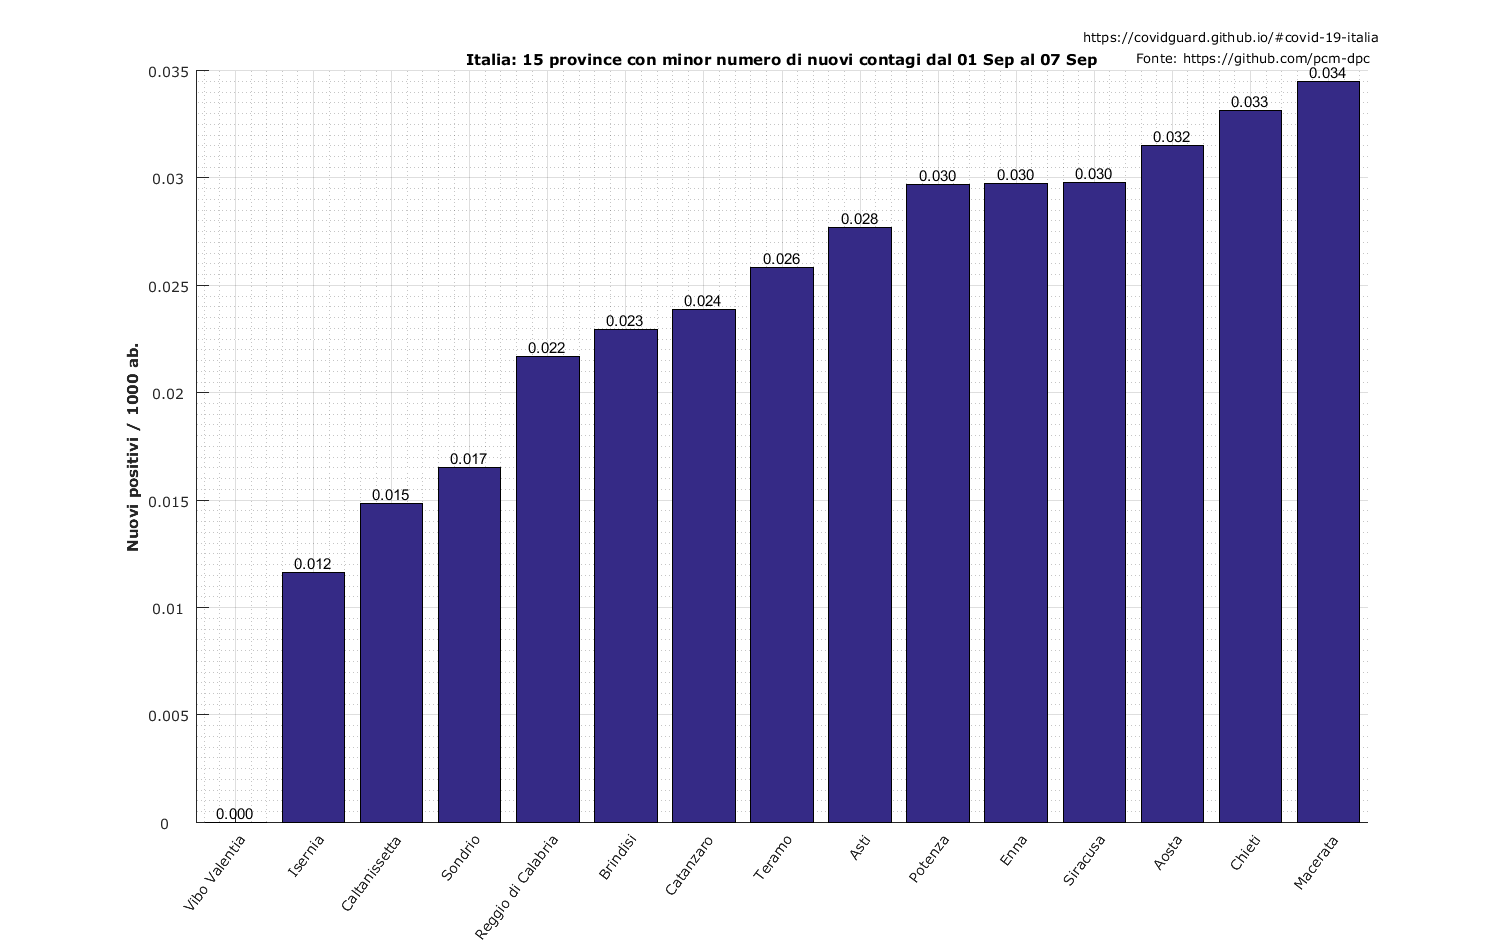 https://covidguard.github.io/#covid-19-italia
Italia: 15 province con minor numero di nuovi contagi dal 01 Sep al 07 Sep
Fonte: https://github.com/pcm-dpc
Nuovi positivi / 1000 ab.
0.035
0.03
0.025
0.02
0.015
0.01
0.005
0
0.000
0.012
0.015
0.017
0.022
0.023
0.024
0.026
0.028
0.030
0.030
0.030
0.032
0.033
0.034
Vibo Valentia
Isernia
Caltanissetta
Sondrio
Reggio di Calabria
Brindisi
Catanzaro
Teramo
Asti
Potenza
Enna
Siracusa
Aosta
Chieti
Macerata